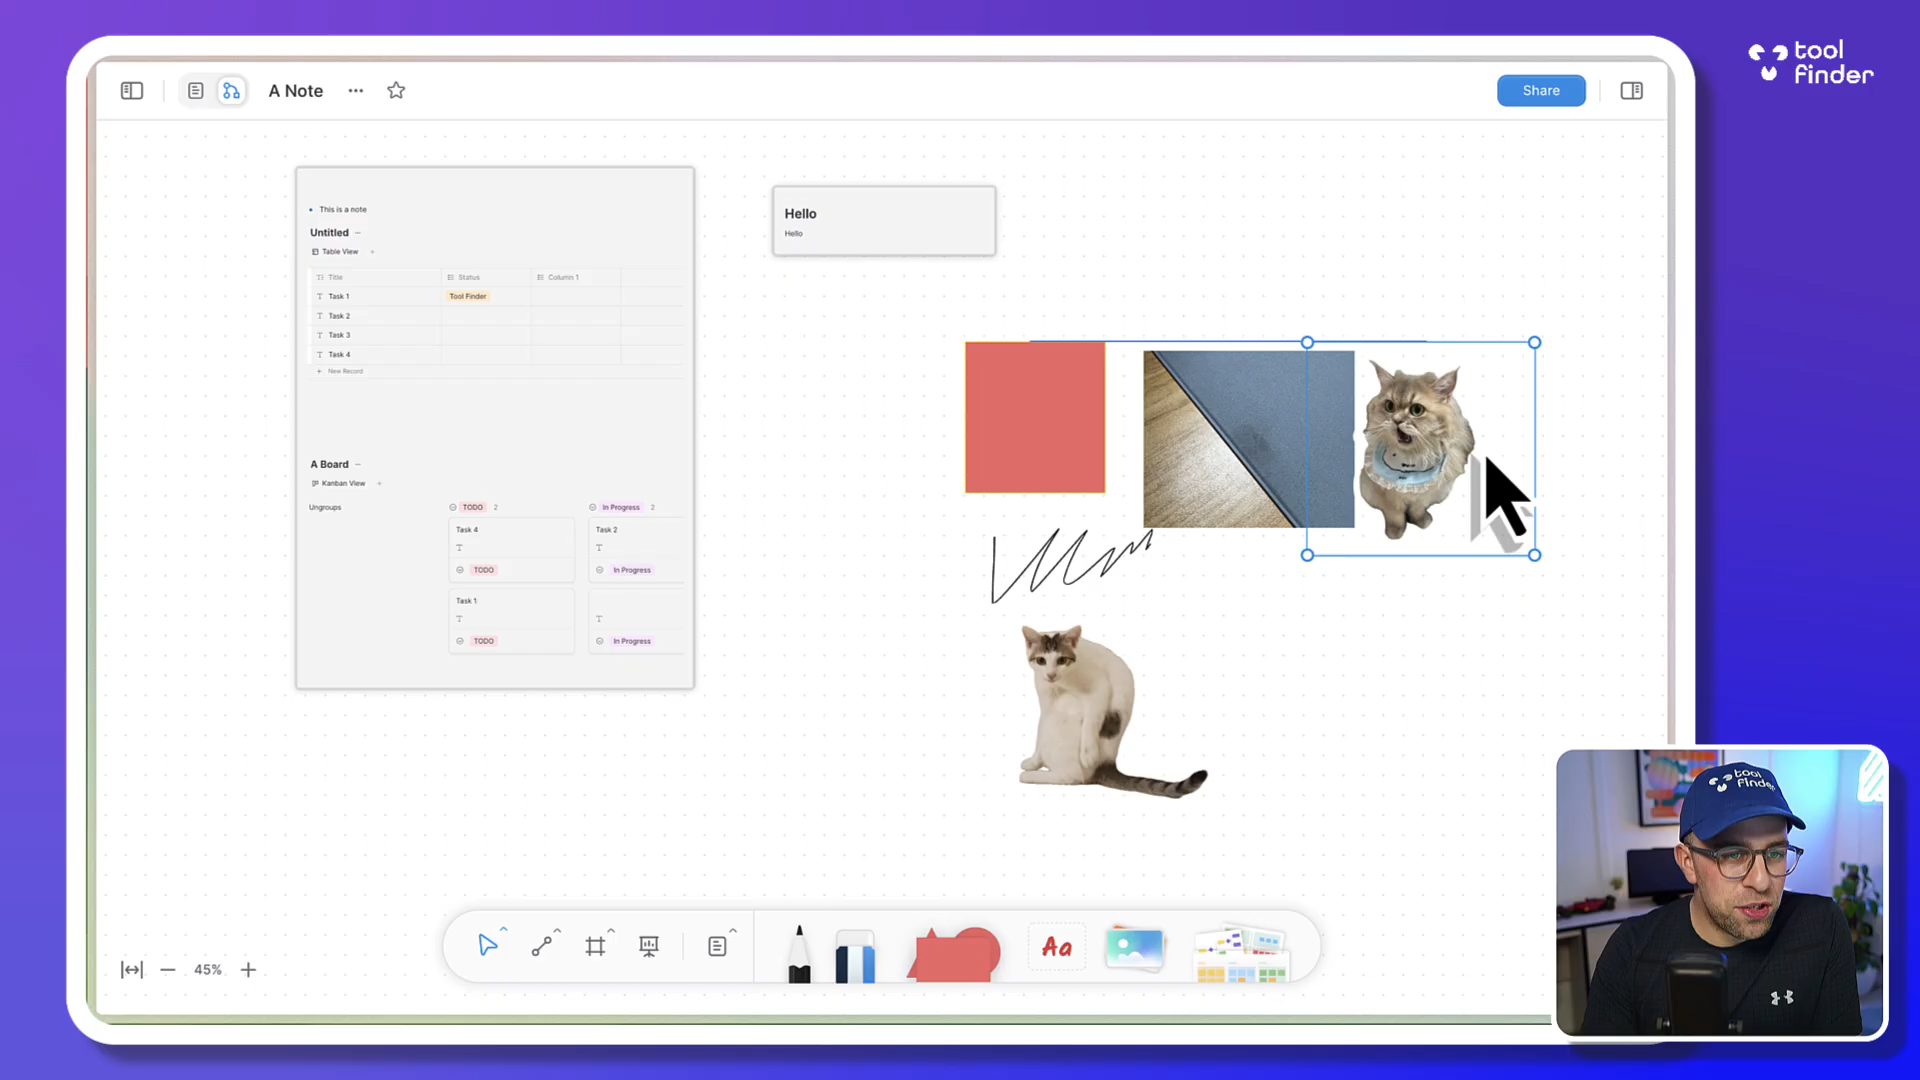 tool
finder
A Note
Share
This is a note
Untitled
Table View
Title Status Column 1
Task 1 Tool Finder
Task 2
Task 3
Task 4
New Record
A Board
Kanban View
Ungroups TODO 2 In Progress 2
Task 4 Task 2
TODO In Progress
Task 1
TODO In Progress
Hello
Hello
45%
Aa
tool
finder